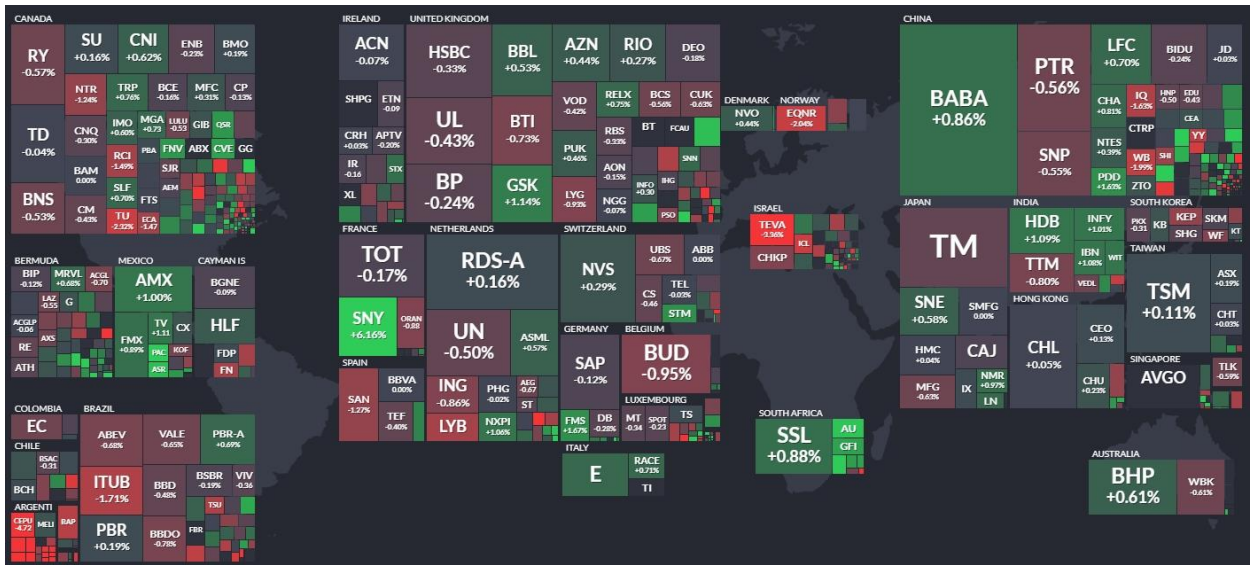 CANADA
RY
-0.57%
SU
+0.16%
CNI
+0.62%
ENB
-0.23%
BMO
+0.19%
TD
-0.04%
NTR
-1.24%
TRP
+0.76%
BCE
-0.16%
MFC
+0.31%
CP
-0.13%
CNQ
-0.30%
IMO
+0.60%
MGA
+0.73
LULU
-0.53
GIB
QSR
BAM
0.00%
RCI
-1.49%
PBA
FNV
ABX
CVE
GG
BNS
-0.53%
CM
-0.43%
SLF
+0.70%
SJR
AEM
FTS
TU
-2.32%
ECA
-1.47
IRELAND
ACN
-0.07%
SHPG
ETN
-0.09
CRH
+0.03%
APTV
-0.20%
IR
-0.16
STX
XL
UNITED KINGDOM
HSBC
-0.33%
BBL
+0.53%
AZN
+0.44%
RIO
+0.27%
DEO
-0.18%
UL
-0.43%
BTI
-0.73%
VOD
-0.42%
RELX
+0.75%
BCS
-0.56%
CUK
-0.63%
PUK
+0.46%
RBS
-0.33%
BT
FCAU
BP
-0.24%
GSK
+1.14%
LYG
-0.93%
AON
-0.15%
SNN
NGG
-0.07%
INFO
+0.30
IHG
PSO
DENMARK
NVO
+0.44%
NORWAY
EQNR
-2.04%
CHINA
BABA
+0.86%
PTR
-0.56%
SNP
-0.55%
LFC
+0.70%
BIDU
-0.24%
JD
+0.03%
CHA
+0.81%
IQ
-1.63%
HNP
-0.50
EDU
-0.43
CEA
NTES
+0.39%
CTRP
YY
PDD
+1.63%
WB
-1.99%
SHI
ZTO
BERMUDA
BIP
-0.12%
MRVL
+0.68%
ACGL
-0.70
LAZ
-0.55
G
ACGLP
-0.06
RE
AXS
ATH
MEXICO
AMX
+1.00%
FMX
+0.89%
TV
+1.11
CX
PAC
KOF
ASR
CAYMAN IS
BGNE
-0.09%
HLF
FDP
FN
FRANCE
TOT
-0.17%
SNY
+6.16%
ORAN
-0.88
NETHERLANDS
RDS-A
+0.16%
UN
-0.50%
ASML
+0.57%
ING
-0.86%
PHG
-0.02%
AEG
-0.67
ST
LYB
NXPI
+1.06%
SWITZERLAND
NVS
+0.29%
UBS
-0.67%
ABB
0.00%
CS
-0.46
TEL
-0.03%
STM
ISRAEL
TEVA
-3.96%
ICL
CHKP
JAPAN
TM
SNE
+0.58%
SMFG
0.00%
HMC
+0.04%
CAJ
MFG
-0.63%
IX
NMR
+0.97%
LN
INDIA
HDB
+1.09%
INFY
+1.01%
TTM
-0.80%
IBN
+1.08%
WIT
VEDL
SOUTH KOREA
PKX
-0.31
KB
KEP
SKM
SHG
WF
KT
TAIWAN
TSM
+0.11%
ASX
+0.19%
CHT
+0.03%
HONG KONG
CHL
+0.05%
CEO
+0.13%
CHU
+0.23%
SINGAPORE
AVGO
TLK
-0.59%
SPAIN
SAN
-1.27%
BBVA
0.00%
TEF
-0.40%
GERMANY
SAP
-0.12%
FMS
+1.67%
DB
-0.28%
BELGIUM
BUD
-0.95%
LUXEMBOURG
MT
-0.34
SPOT
-0.23
TS
ITALY
E
RACE
+0.71%
TI
COLOMBIA
EC
CHILE
BSAC
-0.31
BCH
ARGENTI
CEPU
-4.72
MELI
BAP
BRAZIL
ABEV
-0.68%
VALE
-0.65%
PBR-A
+0.69%
ITUB
-1.71%
BBD
-0.48%
BSBR
-0.19%
VIV
-0.36
TSU
PBR
+0.19%
BBDO
-0.78%
FBR
SOUTH AFRICA
SSL
+0.88%
AU
GFI
AUSTRALIA
BHP
+0.61%
WBK
-0.61%